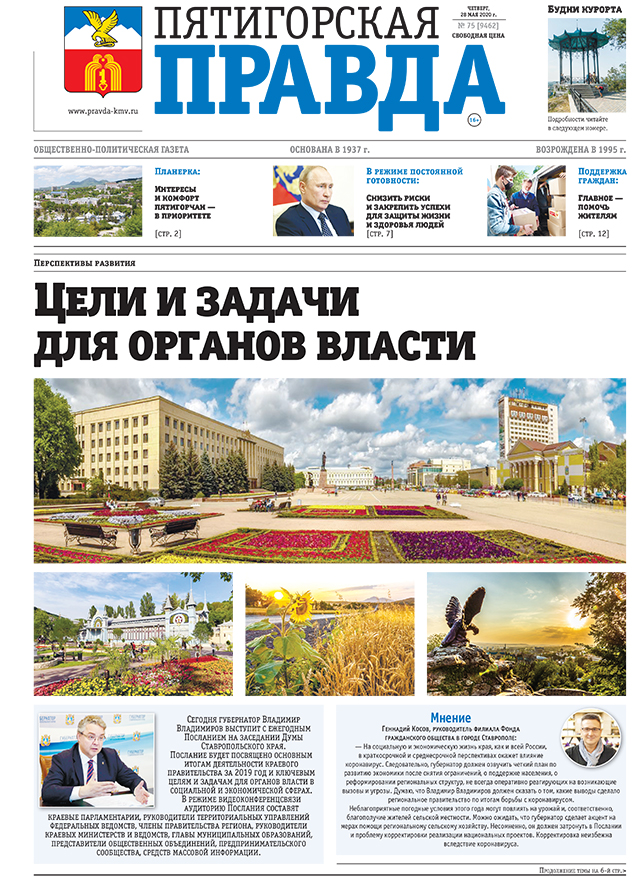 ПЯТИГОРСКАЯ
ПРАВДА
www.pravda-kmv.ru
ЧЕТВЕРГ,
28 МАЯ 2020 г.
№ 75 [9462]
СВОБОДНАЯ ЦЕНА
16+
БУДНИ КУРОРТА
Подробности читайте
в следующем номере.
ОБЩЕСТВЕННО-ПОЛИТИЧЕСКАЯ ГАЗЕТА
ОСНОВАНА В 1937 г.
ВОЗРОЖДЕНА В 1995 г.
ПЛАНЕРКА:
ИНТЕРЕСЫ
И КОМФОРТ
ПЯТИГОРЧАН —
В ПРИОРИТЕТЕ
[СТР. 2]
В РЕЖИМЕ ПОСТОЯННОЙ
ГОТОВНОСТИ:
СНИЗИТЬ РИСКИ
И ЗАКРЕПИТЬ УСПЕХИ
ДЛЯ ЗАЩИТЫ ЖИЗНИ
И ЗДОРОВЬЯ ЛЮДЕЙ
[СТР. 7]
ПОДДЕРЖКА
ГРАЖДАН:
ГЛАВНОЕ —
ПОМОЧЬ
ЖИТЕЛЯМ
[СТР. 12]
ПЕРСПЕКТИВЫ РАЗВИТИЯ
ЦЕЛИ И ЗАДАЧИ
ДЛЯ ОРГАНОВ ВЛАСТИ
СЕГОДНЯ ГУБЕРНАТОР ВЛАДИМИР
ВЛАДИМИРОВ ВЫСТУПИТ С ЕЖЕГОДНЫМ
ПОСЛАНИЕМ НА ЗАСЕДАНИИ ДУМЫ
СТАВРОПОЛЬСКОГО КРАЯ.
ПОСЛАНИЕ БУДЕТ ПОСВЯЩЕНО ОСНОВНЫМ
ИТОГАМ ДЕЯТЕЛЬНОСТИ КРАЕВОГО
ПРАВИТЕЛЬСТВА ЗА 2019 ГОД И КЛЮЧЕВЫМ
ЦЕЛЯМ И ЗАДАЧАМ ДЛЯ ОРГАНОВ ВЛАСТИ В
СОЦИАЛЬНОЙ И ЭКОНОМИЧЕСКОЙ СФЕРАХ.
В РЕЖИМЕ ВИДЕОКОНФЕРЕНЦСВЯЗИ
АУДИТОРИЮ ПОСЛАНИЯ СОСТАВЯТ
КРАЕВЫЕ ПАРЛАМЕНТАРИИ, РУКОВОДИТЕЛИ ТЕРРИТОРИАЛЬНЫХ УПРАВЛЕНИЙ
ФЕДЕРАЛЬНЫХ ВЕДОМСТВ, ЧЛЕНЫ ПРАВИТЕЛЬСТВА РЕГИОНА, РУКОВОДИТЕЛИ
КРАЕВЫХ МИНИСТЕРСТВ И ВЕДОМСТВ, ГЛАВЫ МУНИЦИПАЛЬНЫХ ОБРАЗОВАНИЙ,
ПРЕДСТАВИТЕЛИ ОБЩЕСТВЕННЫХ ОБЪЕДИНЕНИЙ, ПРЕДПРИНИМАТЕЛЬСКОГО
СООБЩЕСТВА, СРЕДСТВ МАССОВОЙ ИНФОРМАЦИИ.
Мнение
ГЕННАДИЙ КОСОВ, РУКОВОДИТЕЛЬ ФИЛИАЛА ФОНДА
ГРАЖДАНСКОГО ОБЩЕСТВА В ГОРОДЕ СТАВРОПОЛЕ:
— На социальную и экономическую жизнь края, как и всей России,
в краткосрочной и среднесрочной перспективах окажет влияние
коронавирус. Следовательно, губернатор должен озвучить четкий план по
развитию экономики после снятия ограничений, о поддержке населения, о
реформировании региональных структур, не всегда оперативно реагирующих на возникающие
вызовы и угрозы. Думаю, что Владимир Владимиров должен сказать о том, какие выводы сделало
региональное правительство по итогам борьбы с коронавирусом.
Неблагоприятные погодные условия этого года могут повлиять на урожай и, соответственно,
благополучие жителей сельской местности. Можно ожидать, что губернатор сделает акцент на
мерах помощи региональному сельскому хозяйству. Несомненно, он должен затронуть в Послании
и проблему корректировки реализации национальных проектов. Корректировка неизбежна
вследствие коронавируса.
ПРОДОЛЖЕНИЕ ТЕМЫ НА 6-Й СТР.>